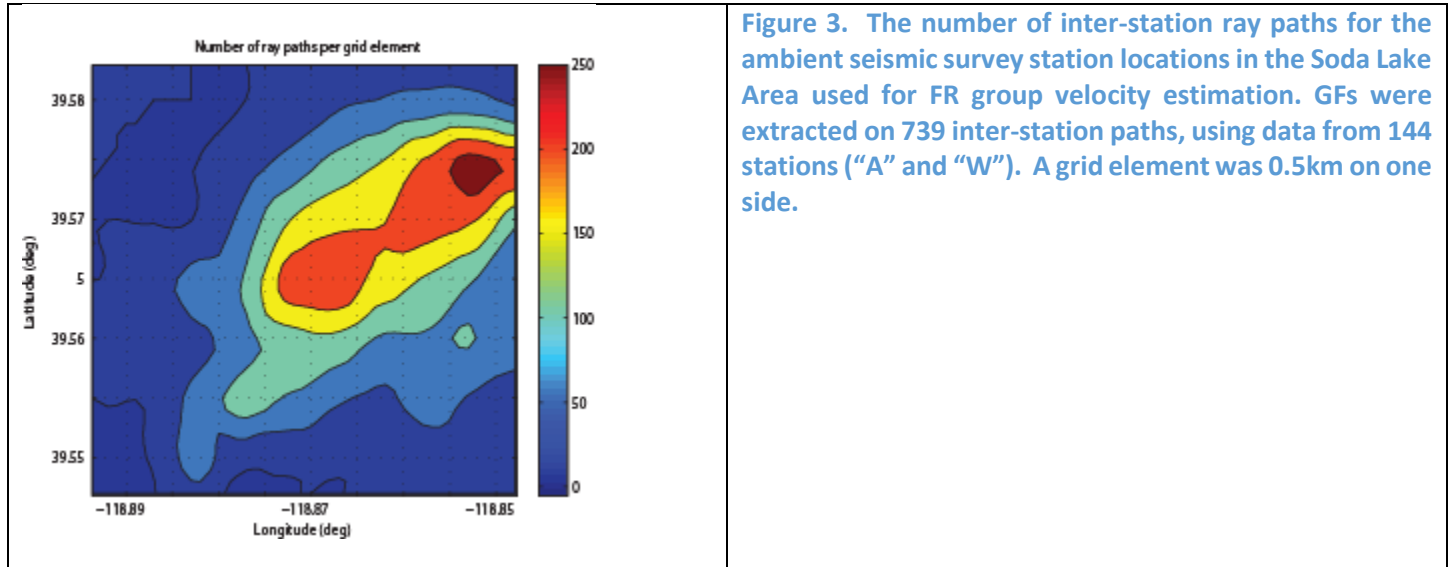 Number of ray paths per grid element
250
200
150
100
50
0
39.58
39.57
5
39.56
39.55
Latitude (deg)
−118.89
−118.87
−118.85
Longitude (deg)
Figure 3. The number of inter-station ray paths for the
ambient seismic survey station locations in the Soda Lake
Area used for FR group velocity estimation. GFs were
extracted on 739 inter-station paths, using data from 144
stations (“A” and “W”). A grid element was 0.5km on one
side.